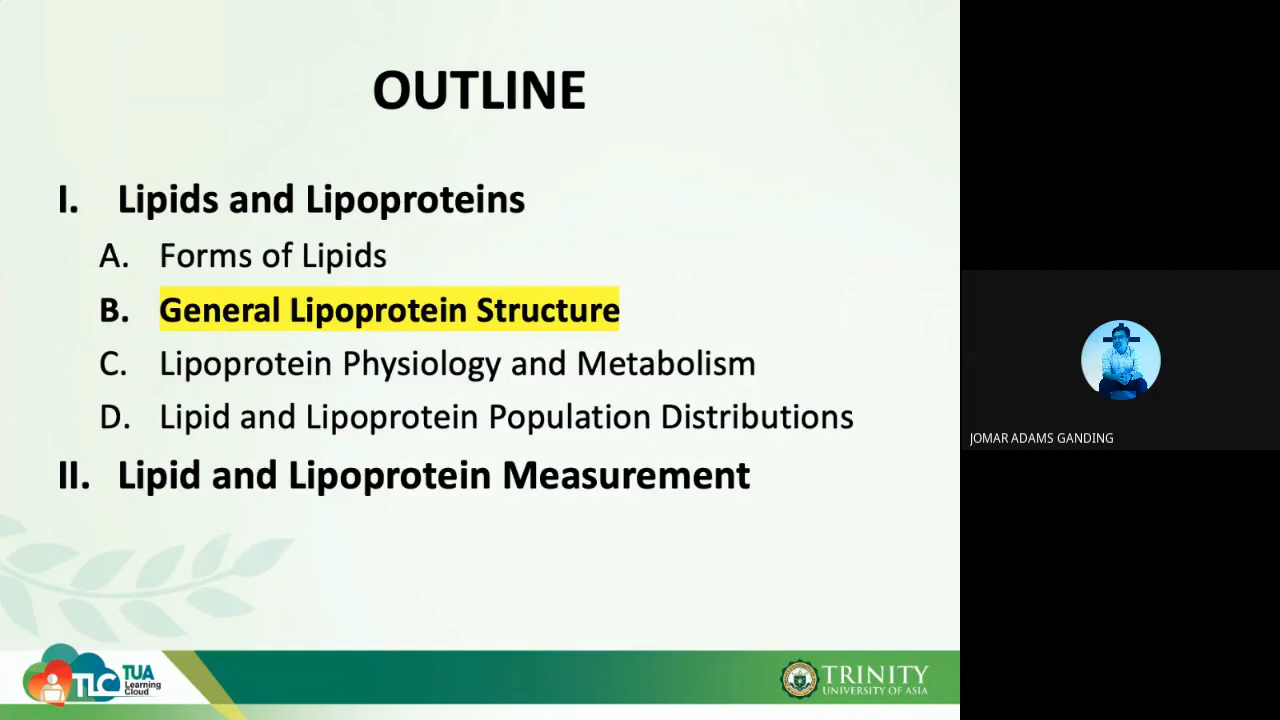 OUTLINE
I. Lipids and Lipoproteins
A. Forms of Lipids
B. General Lipoprotein Structure
C. Lipoprotein Physiology and Metabolism
D. Lipid and Lipoprotein Population Distributions
II. Lipid and Lipoprotein Measurement
JOMAR ADAMS GANDING
TLC TUA
Learning
Cloud
TRINITY
UNIVERSITY OF ASIA